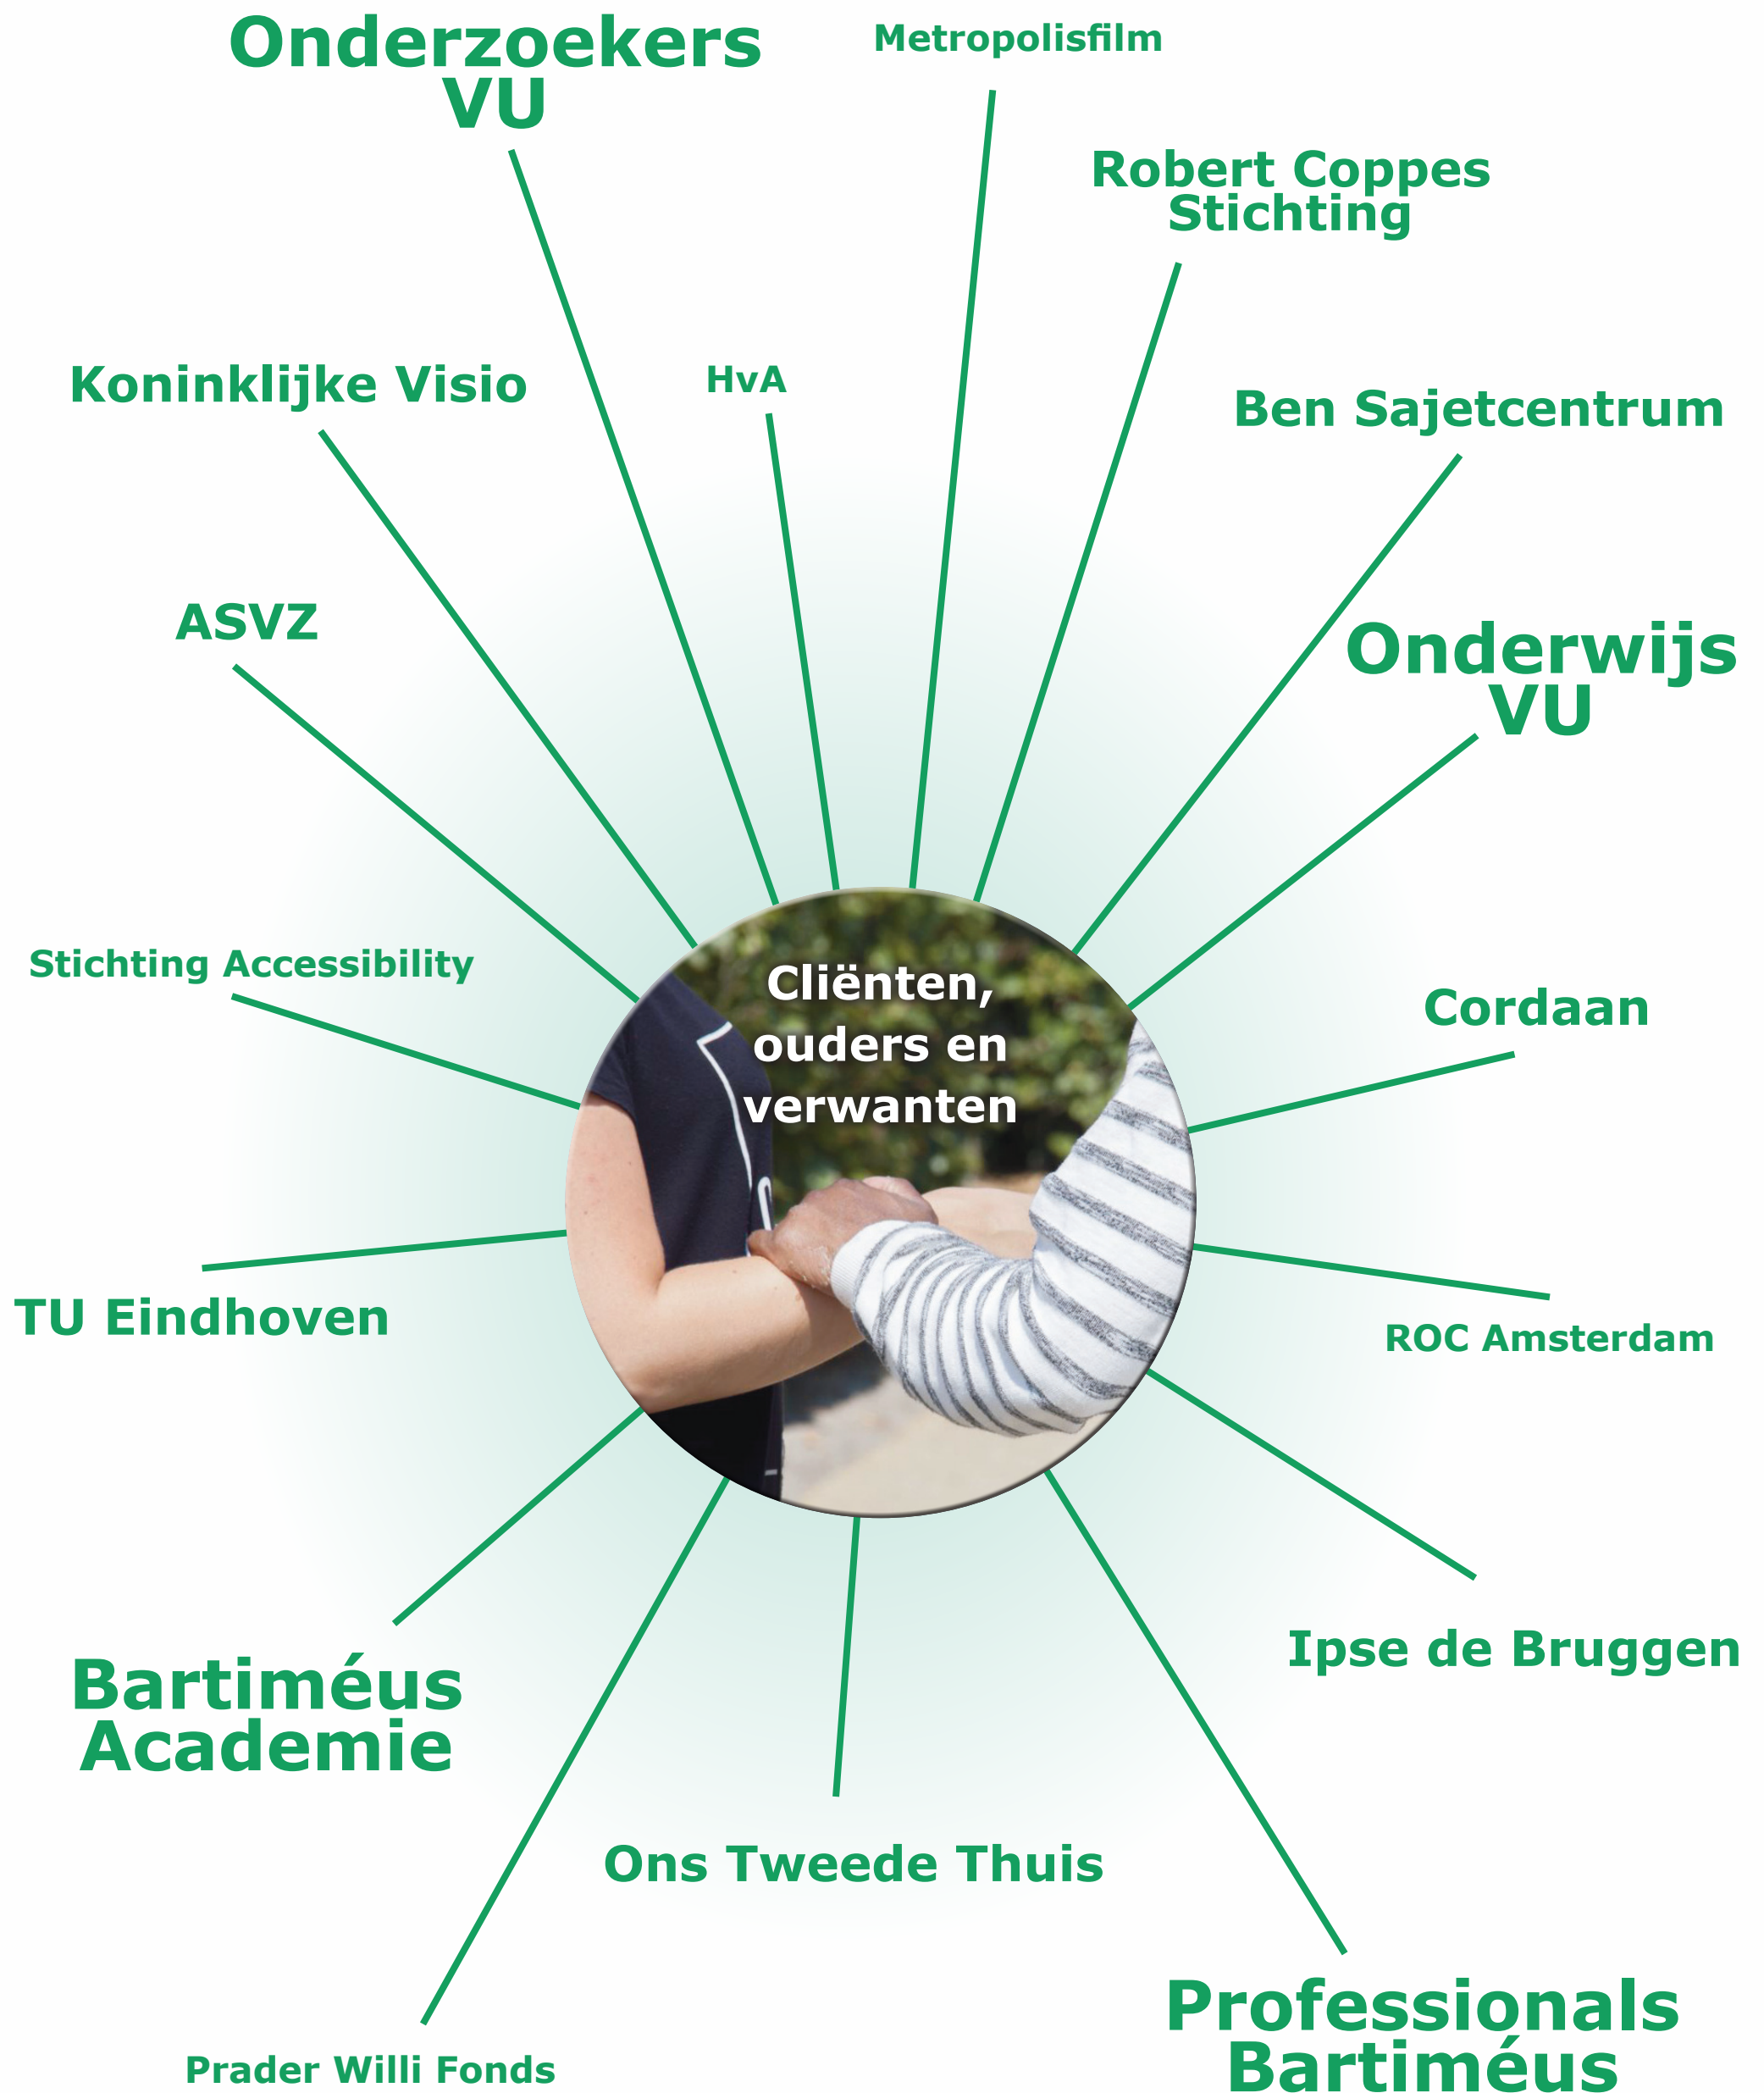 Onderzoekers
VU
Metropolisfilm
Robert Coppes
Stichting
Koninklijke Visio
HvA
Ben Sajetcentrum
ASVZ
Onderwijs
VU
Stichting Accessibility
Cliënten,
ouders en
verwanten
Cordaan
TU Eindhoven
ROC Amsterdam
Bartiméus
Academie
Ipse de Bruggen
Ons Tweede Thuis
Professionals
Bartiméus
Prader Willi Fonds